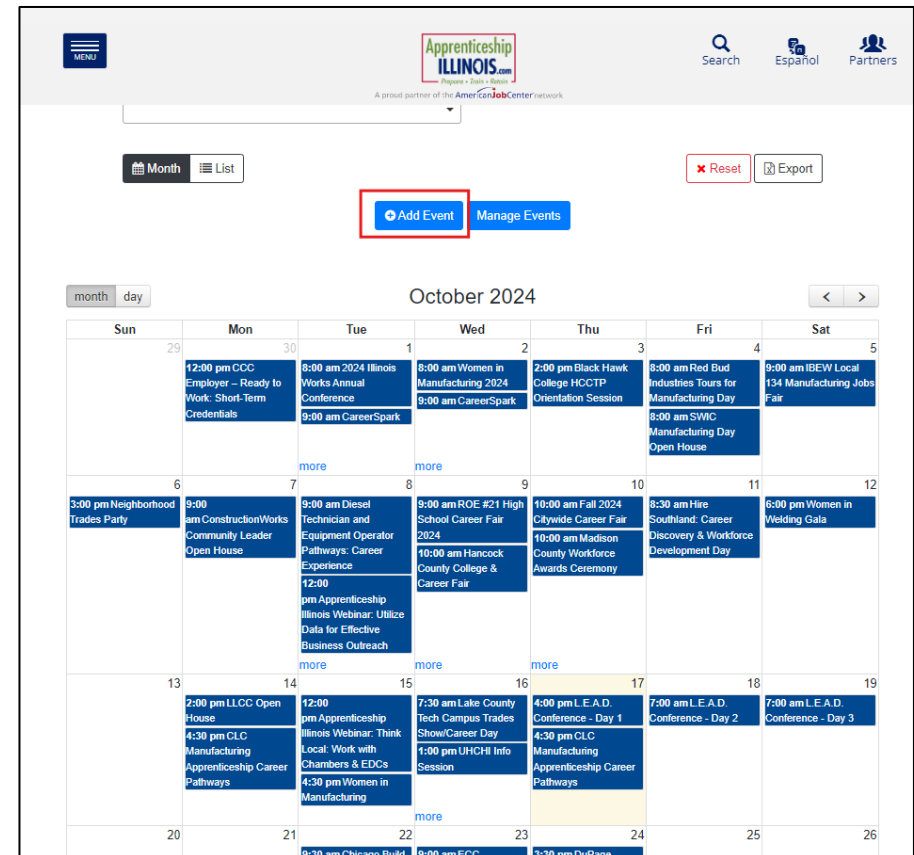 MENU
Apprenticeship
ILLINOIS.com
Prepare • Train • Retain
A proud partner of the AmericanJobCenter network
Search
Español
Partners
Month
List
Reset
Export
Add Event
Manage Events
month day
October 2024
Sun Mon Tue Wed Thu Fri Sat
29 30 1 2 3 4 5
12:00 pm CCC
Employer – Ready to
Work: Short-Term
Credentials
8:00 am 2024 Illinois
Works Annual
Conference
9:00 am CareerSpark
more
8:00 am Women in
Manufacturing 2024
9:00 am CareerSpark
more
2:00 pm Black Hawk
College HCCTP
Orientation Session
8:00 am Red Bud
Industries Tours for
Manufacturing Day
8:00 am SWIC
Manufacturing Day
Open House
9:00 am IBEW Local
134 Manufacturing Jobs
Fair
6 7 8 9 10 11 12
3:00 pm Neighborhood
Trades Party
9:00
am ConstructionWorks
Community Leader
Open House
9:00 am Diesel
Technician and
Equipment Operator
Pathways: Career
Experience
12:00
pm Apprenticeship
Illinois Webinar: Utilize
Data for Effective
Business Outreach
more
9:00 am ROE #21 High
School Career Fair
2024
10:00 am Hancock
County College &
Career Fair
more
10:00 am Fall 2024
Citywide Career Fair
10:00 am Madison
County Workforce
Awards Ceremony
more
8:30 am Hire
Southland: Career
Discovery & Workforce
Development Day
6:00 pm Women in
Welding Gala
13 14 15 16 17 18 19
2:00 pm LLCC Open
House
4:30 pm CLC
Manufacturing
Apprenticeship Career
Pathways
12:00
pm Apprenticeship
Illinois Webinar: Think
Local: Work with
Chambers & EDCs
4:30 pm Women in
Manufacturing
7:30 am Lake County
Tech Campus Trades
Show/Career Day
1:00 pm UHCHI Info
Session
more
4:00 pm L.E.A.D.
Conference - Day 1
4:30 pm CLC
Manufacturing
Apprenticeship Career
Pathways
7:00 am L.E.A.D.
Conference - Day 2
7:00 am L.E.A.D.
Conference - Day 3
20 21 22 23 24 25 26
9:30 am Chicago Build
9:00 am ECC
3:30 pm DuPage